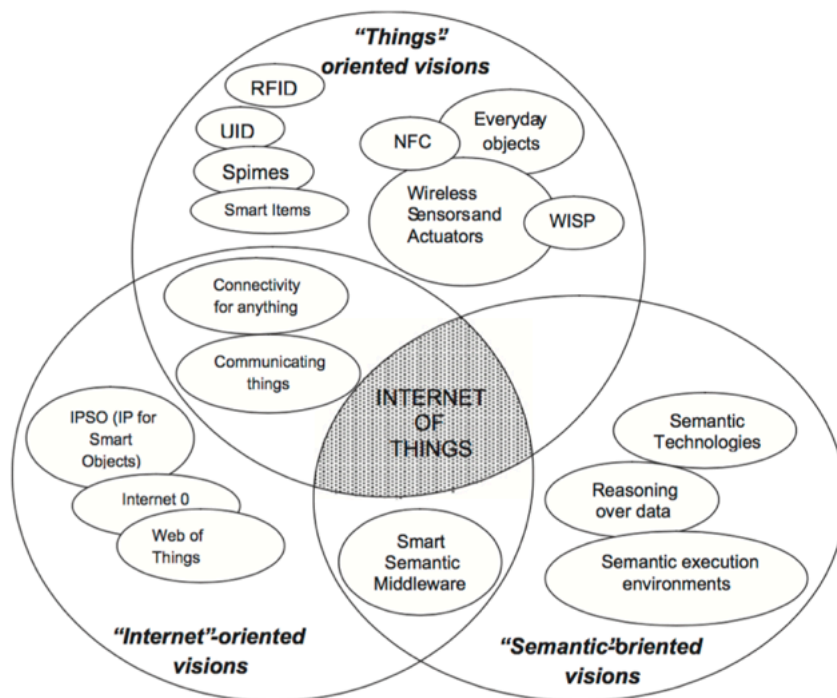 “Things”-
oriented visions
RFID
UID
Spimes
Smart Items
NFC
Everyday
objects
Wireless
Sensors and
Actuators
WISP
Connectivity
for anything
Communicating
things
INTERNET
OF
THINGS
IPSO (IP for
Smart
Objects)
Internet 0
Web of
Things
Semantic
Technologies
Reasoning
over data
Semantic execution
environments
Smart
Semantic
Middleware
“Internet”-oriented
visions
“Semantic”-oriented
visions